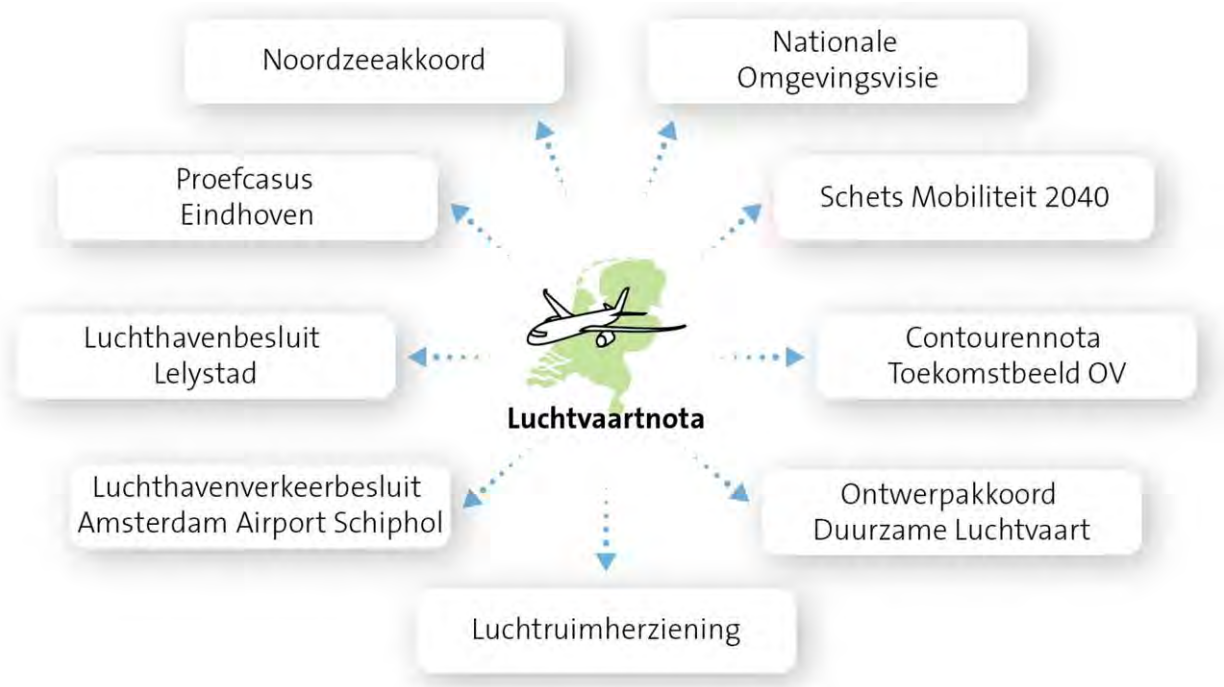 Noordzeeakkoord
Nationale
Omgevingsvisie
Proefcasus
Eindhoven
Schets Mobiliteit 2040
Luchthavenbesluit
Lelystad
Contourennota
Toekomstbeeld OV
Luchtvaartnota
Luchthavenverkeerbesluit
Amsterdam Airport Schiphol
Ontwerpakkoord
Duurzame Luchtvaart
Luchtruimherziening